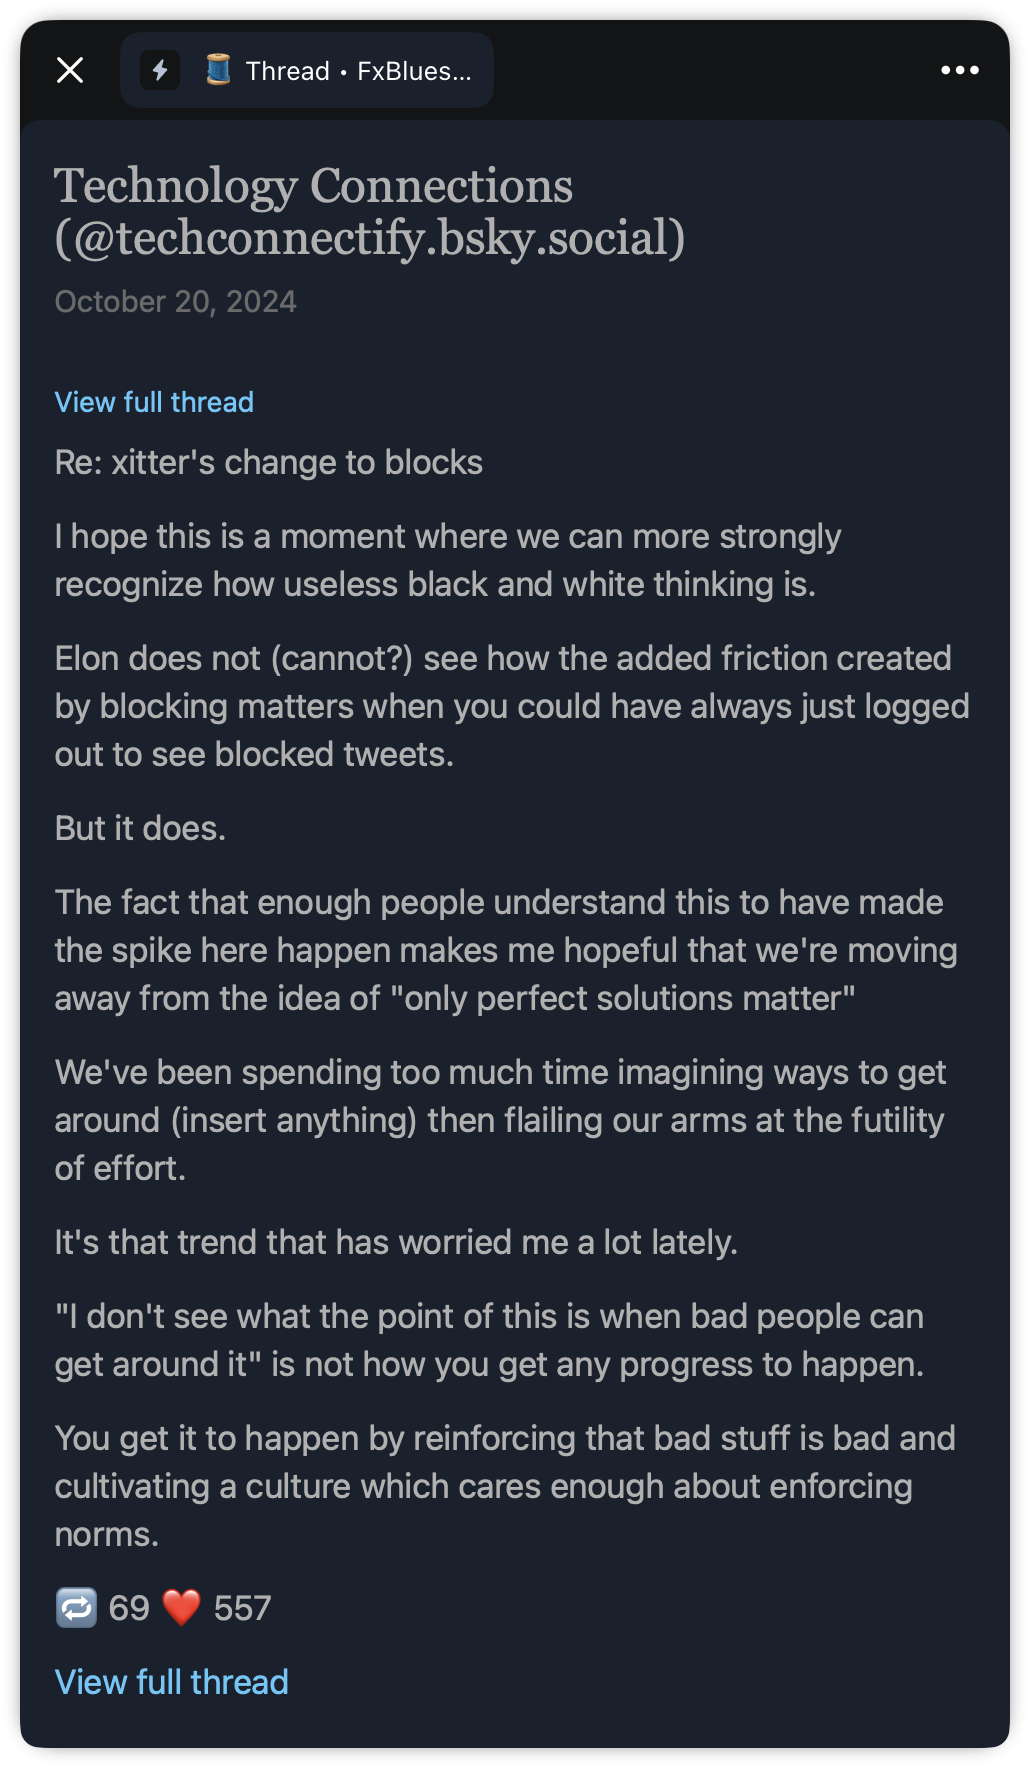 Thread • FxBlues...
Technology Connections
(@techconnectify.bsky.social)
October 20, 2024
View full thread
Re: xitter's change to blocks
I hope this is a moment where we can more strongly
recognize how useless black and white thinking is.
Elon does not (cannot?) see how the added friction created
by blocking matters when you could have always just logged
out to see blocked tweets.
But it does.
The fact that enough people understand this to have made
the spike here happen makes me hopeful that we're moving
away from the idea of "only perfect solutions matter"
We've been spending too much time imagining ways to get
around (insert anything) then flailing our arms at the futility
of effort.
It's that trend that has worried me a lot lately.
"I don't see what the point of this is when bad people can
get around it" is not how you get any progress to happen.
You get it to happen by reinforcing that bad stuff is bad and
cultivating a culture which cares enough about enforcing
norms.
🔁 69 ❤️ 557
View full thread